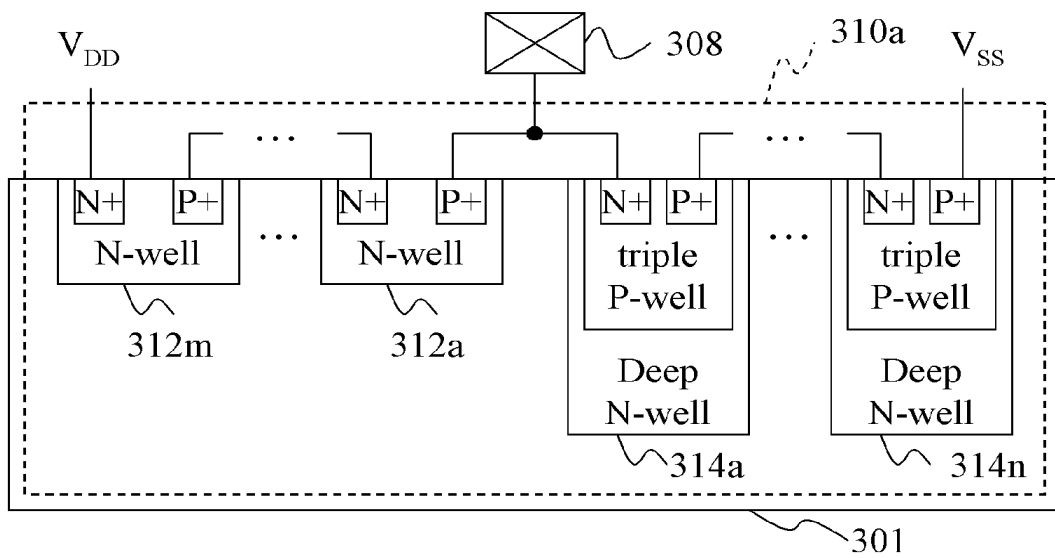 308
310a
V_DD
V_SS
... ...
N+ P+ N+ P+ N+ P+ N+ P+
N-well ... N-well triple P-well ... triple P-well
312m 312a
Deep N-well Deep N-well
314a 314n
301